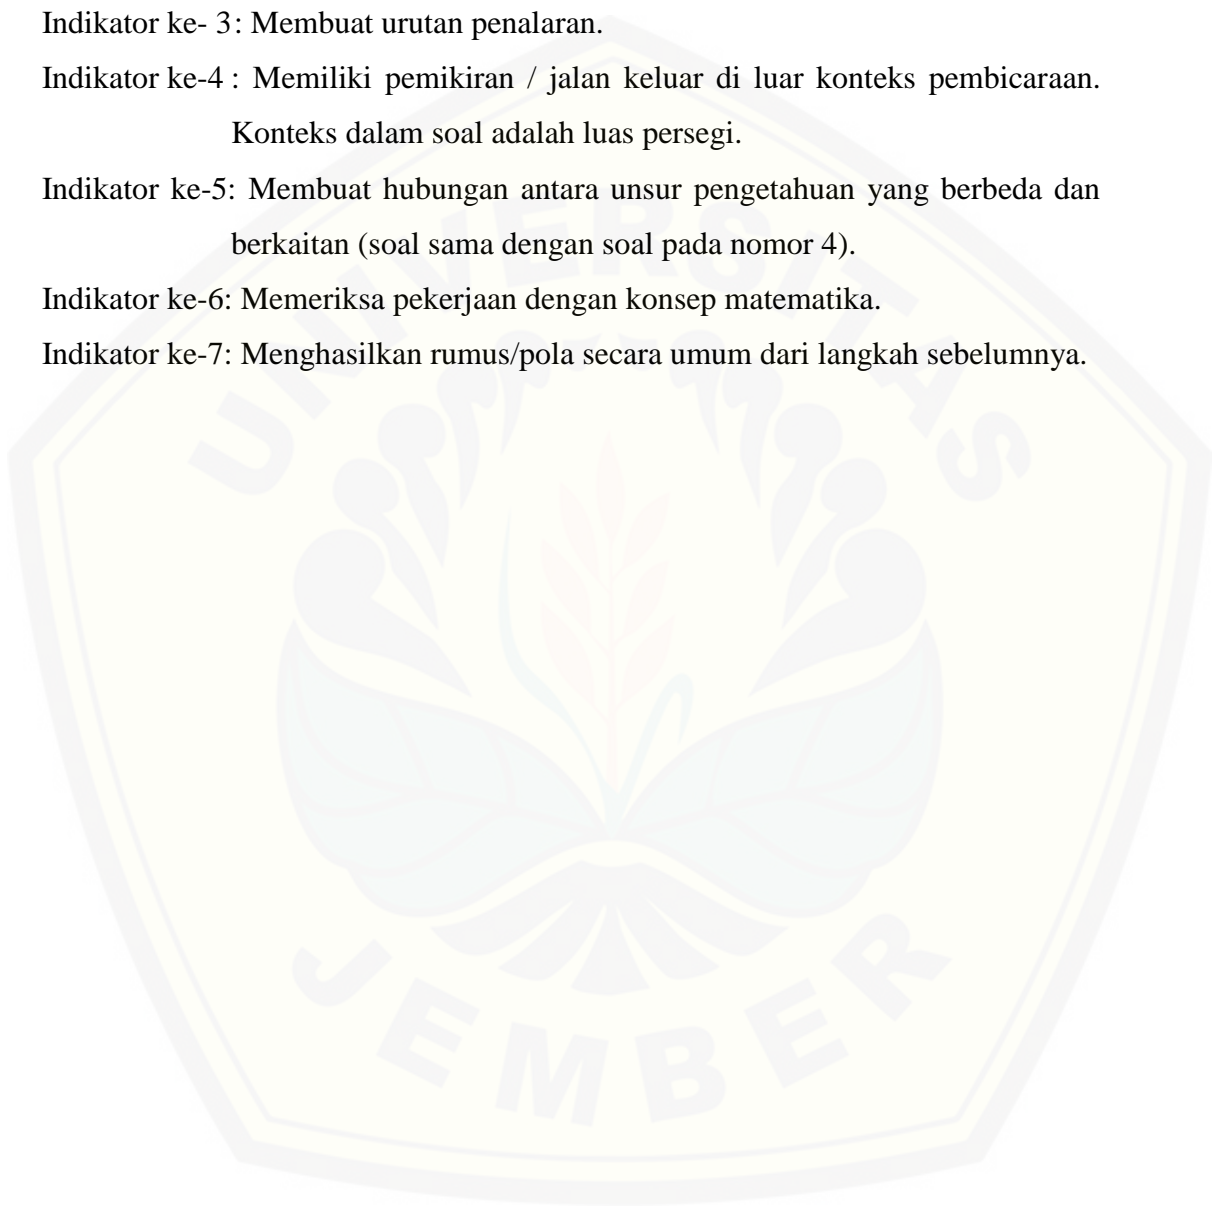 Indikator ke- 3: Membuat urutan penalaran.
Indikator ke-4 : Memiliki pemikiran / jalan keluar di luar konteks pembicaraan.
Konteks dalam soal adalah luas persegi.
Indikator ke-5: Membuat hubungan antara unsur pengetahuan yang berbeda dan
berkaitan (soal sama dengan soal pada nomor 4).
Indikator ke-6: Memeriksa pekerjaan dengan konsep matematika.
Indikator ke-7: Menghasilkan rumus/pola secara umum dari langkah sebelumnya.
UNIVERSITAS
JEMBER